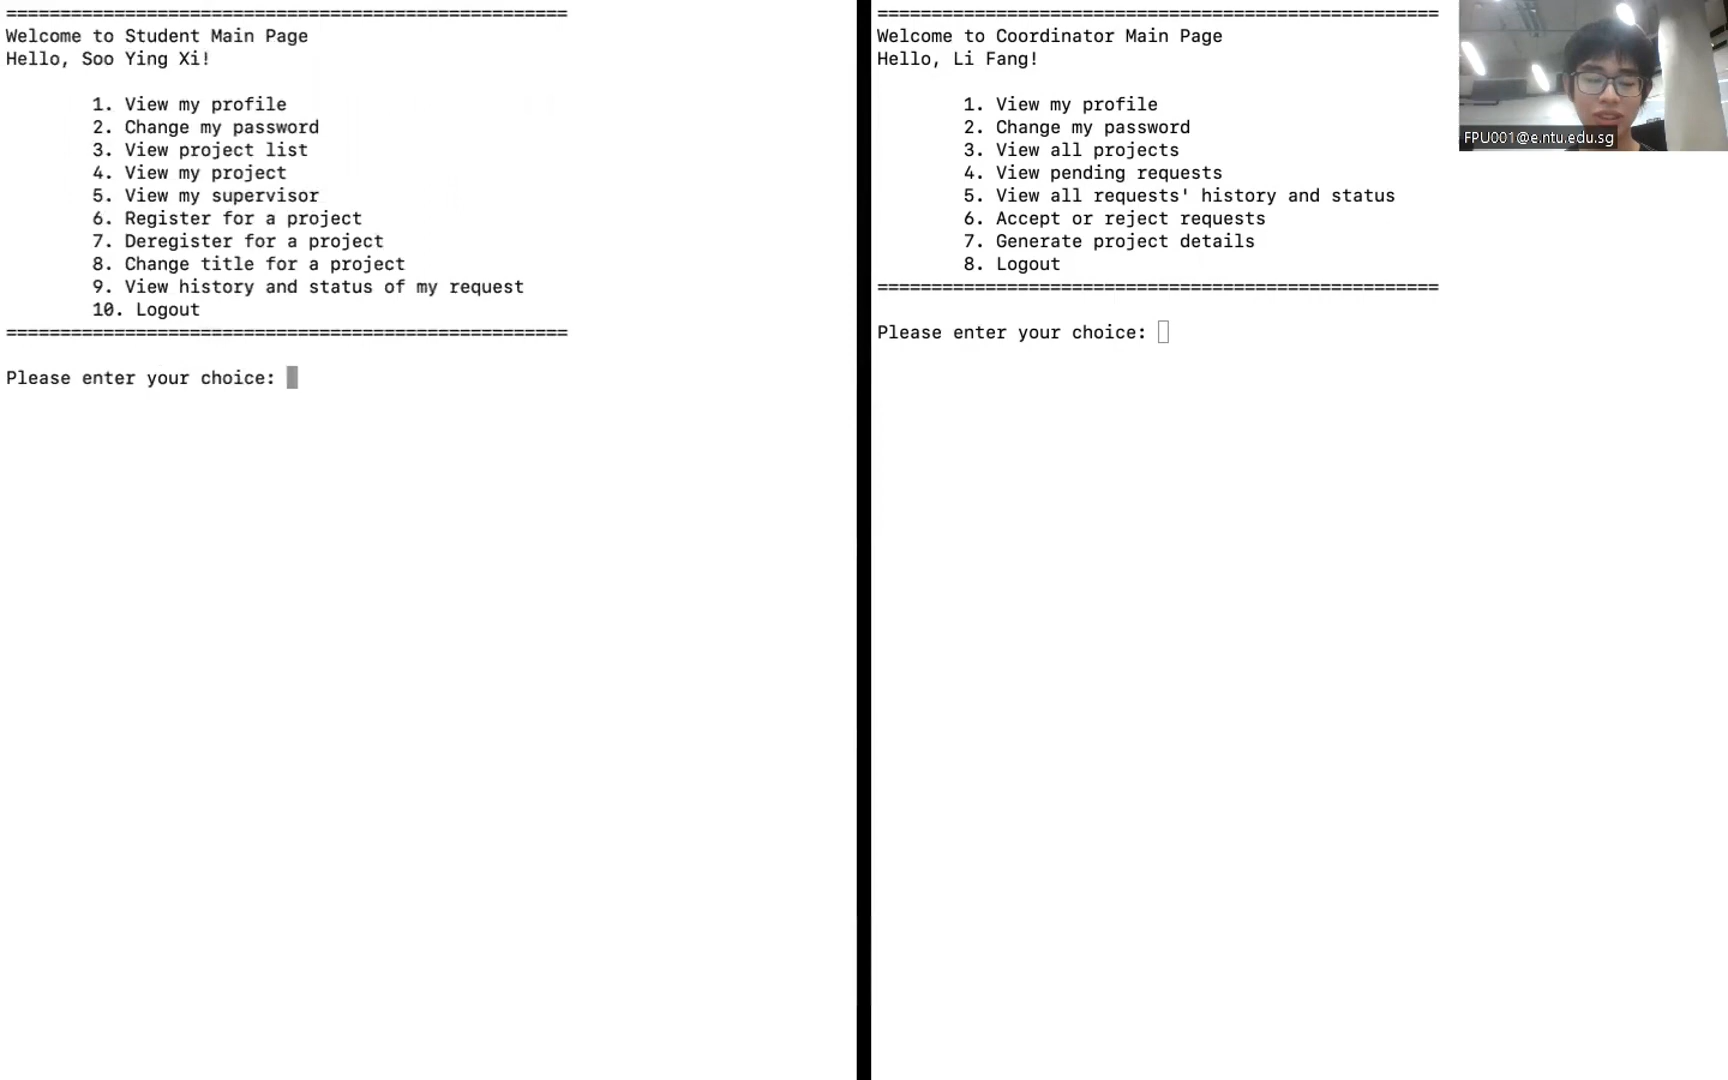 ====================================================
Welcome to Student Main Page
Hello, Soo Ying Xi!
1. View my profile
2. Change my password
3. View project list
4. View my project
5. View my supervisor
6. Register for a project
7. Deregister for a project
8. Change title for a project
9. View history and status of my request
10. Logout
====================================================
Please enter your choice:
====================================================
Welcome to Coordinator Main Page
Hello, Li Fang!
1. View my profile
2. Change my password
3. View all projects
4. View pending requests
5. View all requests' history and status
6. Accept or reject requests
7. Generate project details
8. Logout
====================================================
Please enter your choice:
FPU001@e.ntu.edu.sg